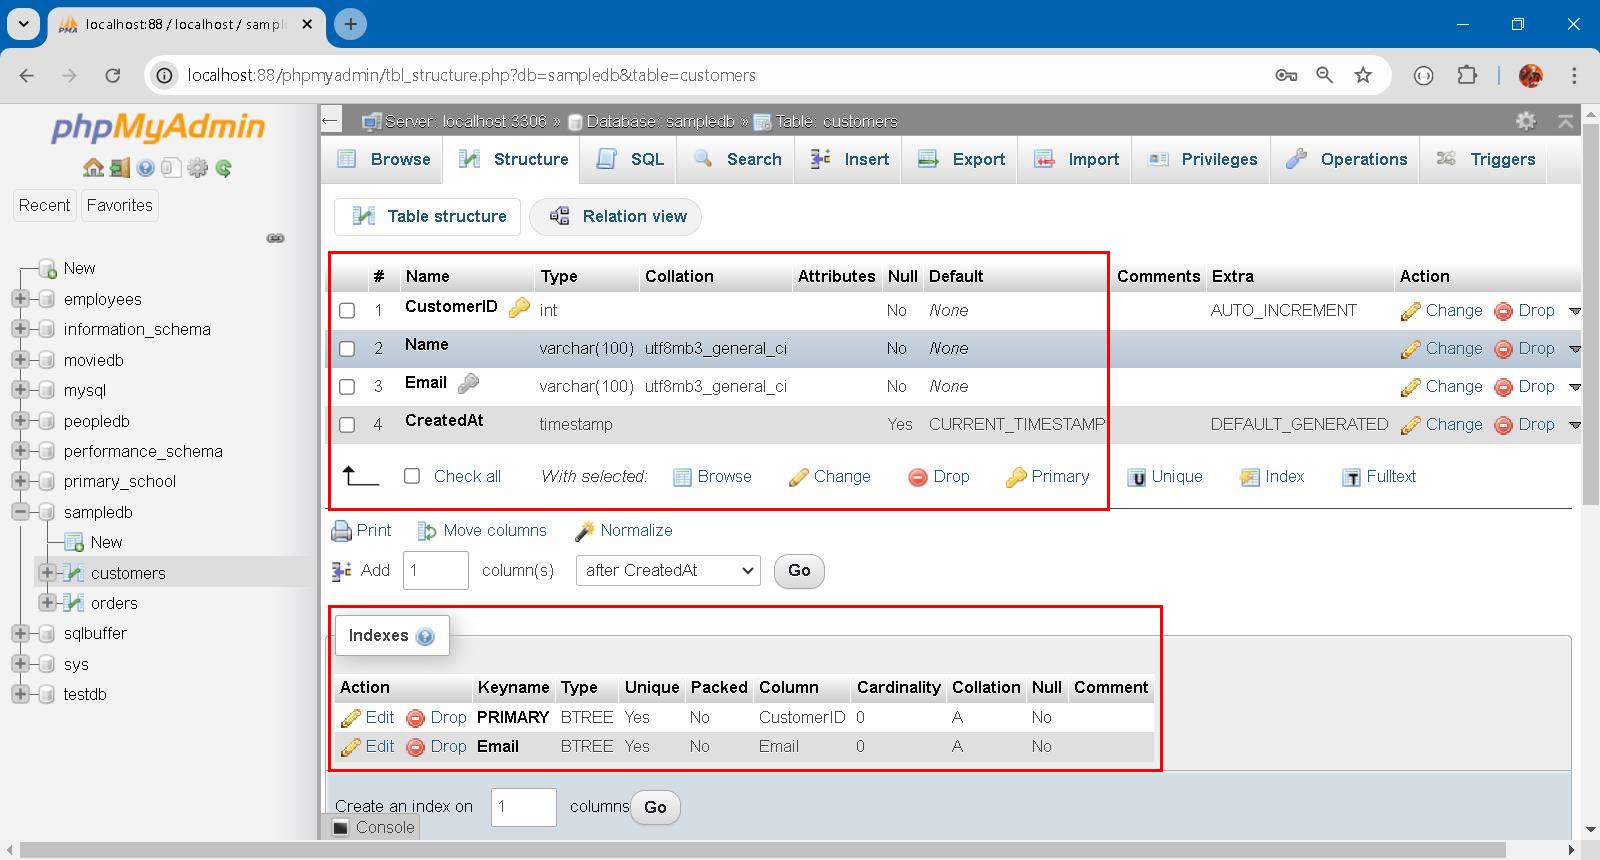 localhost:88 / localhost / sampl
localhost:88/phpmyadmin/tbl_structure.php?db=sampledb&table=customers
phpMyAdmin
Recent Favorites
New
employees
information_schema
moviedb
mysql
peopledb
performance_schema
primary_school
sampledb
New
customers
orders
sqlbuffer
sys
testdb
Server: localhost:3306 » Database: sampledb » Table: customers
Browse Structure SQL Search Insert Export Import Privileges Operations Triggers
Table structure Relation view
# Name Type Collation Attributes Null Default Comments Extra Action
1 CustomerID int No None AUTO_INCREMENT Change Drop
2 Name varchar(100) utf8mb3_general_ci No None Change Drop
3 Email varchar(100) utf8mb3_general_ci No None Change Drop
4 CreatedAt timestamp Yes CURRENT_TIMESTAMP DEFAULT_GENERATED Change Drop
Check all With selected: Browse Change Drop Primary Unique Index Fulltext
Print Move columns Normalize
Add 1 column(s) after CreatedAt Go
Indexes
Action Keyname Type Unique Packed Column Cardinality Collation Null Comment
Edit Drop PRIMARY BTREE Yes No CustomerID 0 A No
Edit Drop Email BTREE Yes No Email 0 A No
Create an index on 1 columns Go
Console